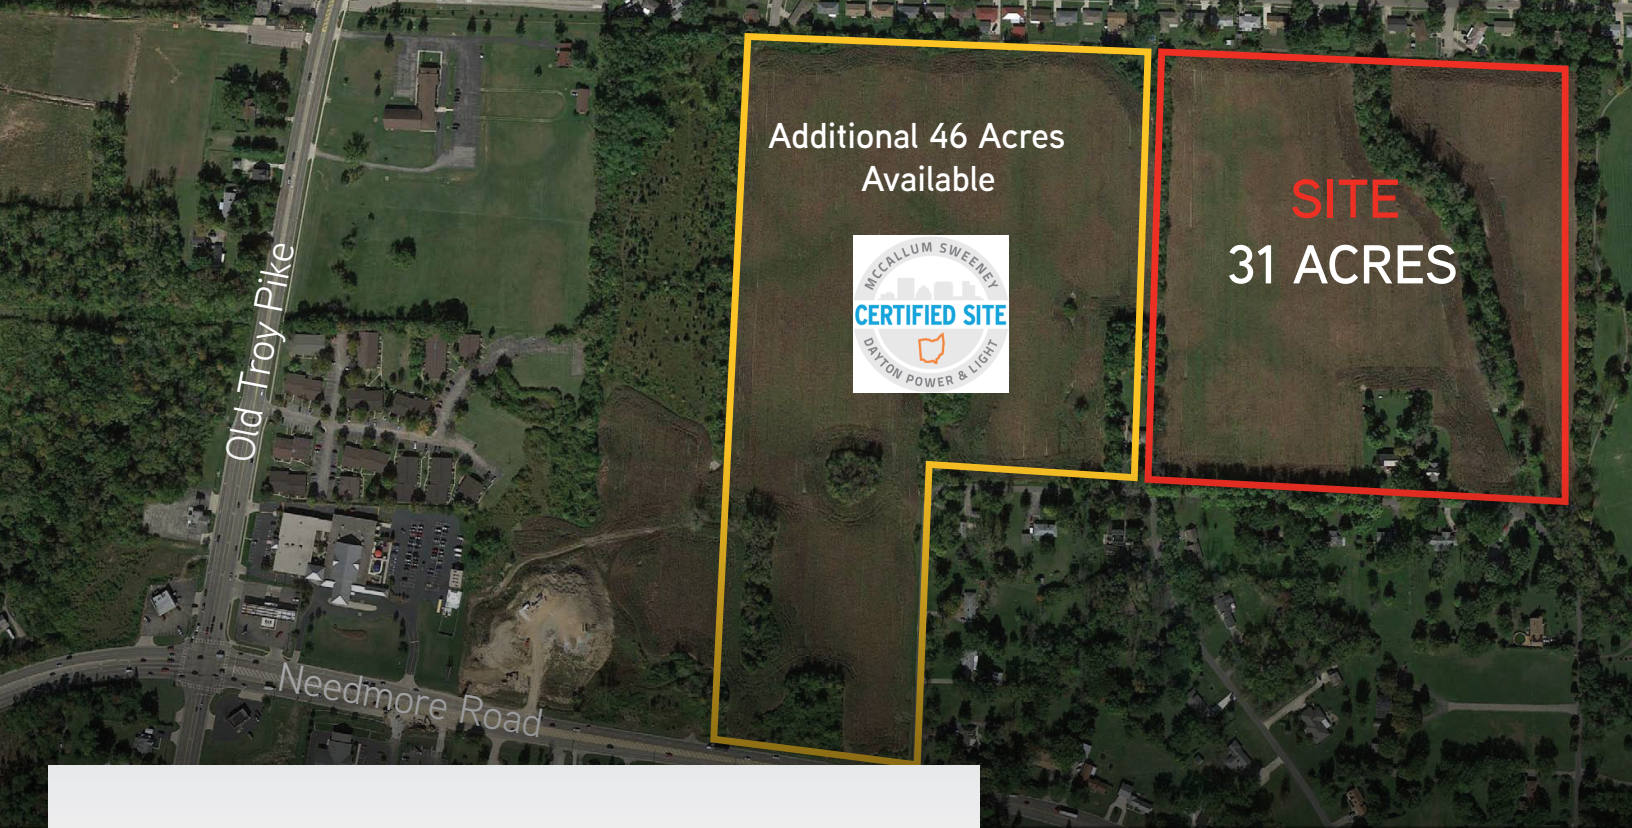 Additional 46 Acres
Available
SITE
31 ACRES
MCCALLUM SWEENEY
CERTIFIED SITE
DAYTON POWER & LIGHT
Old Troy Pike
Needmore Road